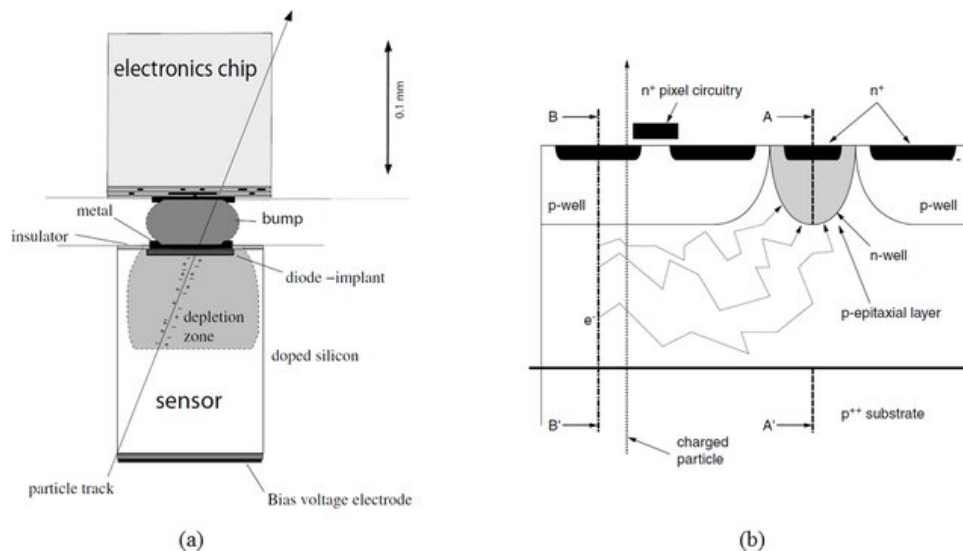 electronics chip
0.1 mm
metal
bump
insulator
diode -implant
depletion
zone
doped silicon
sensor
particle track
Bias voltage electrode
(a)
n+ pixel circuitry
n+
B
A
p-well
p-well
n-well
p-epitaxial layer
e-
p++ substrate
B'
A'
charged
particle
(b)